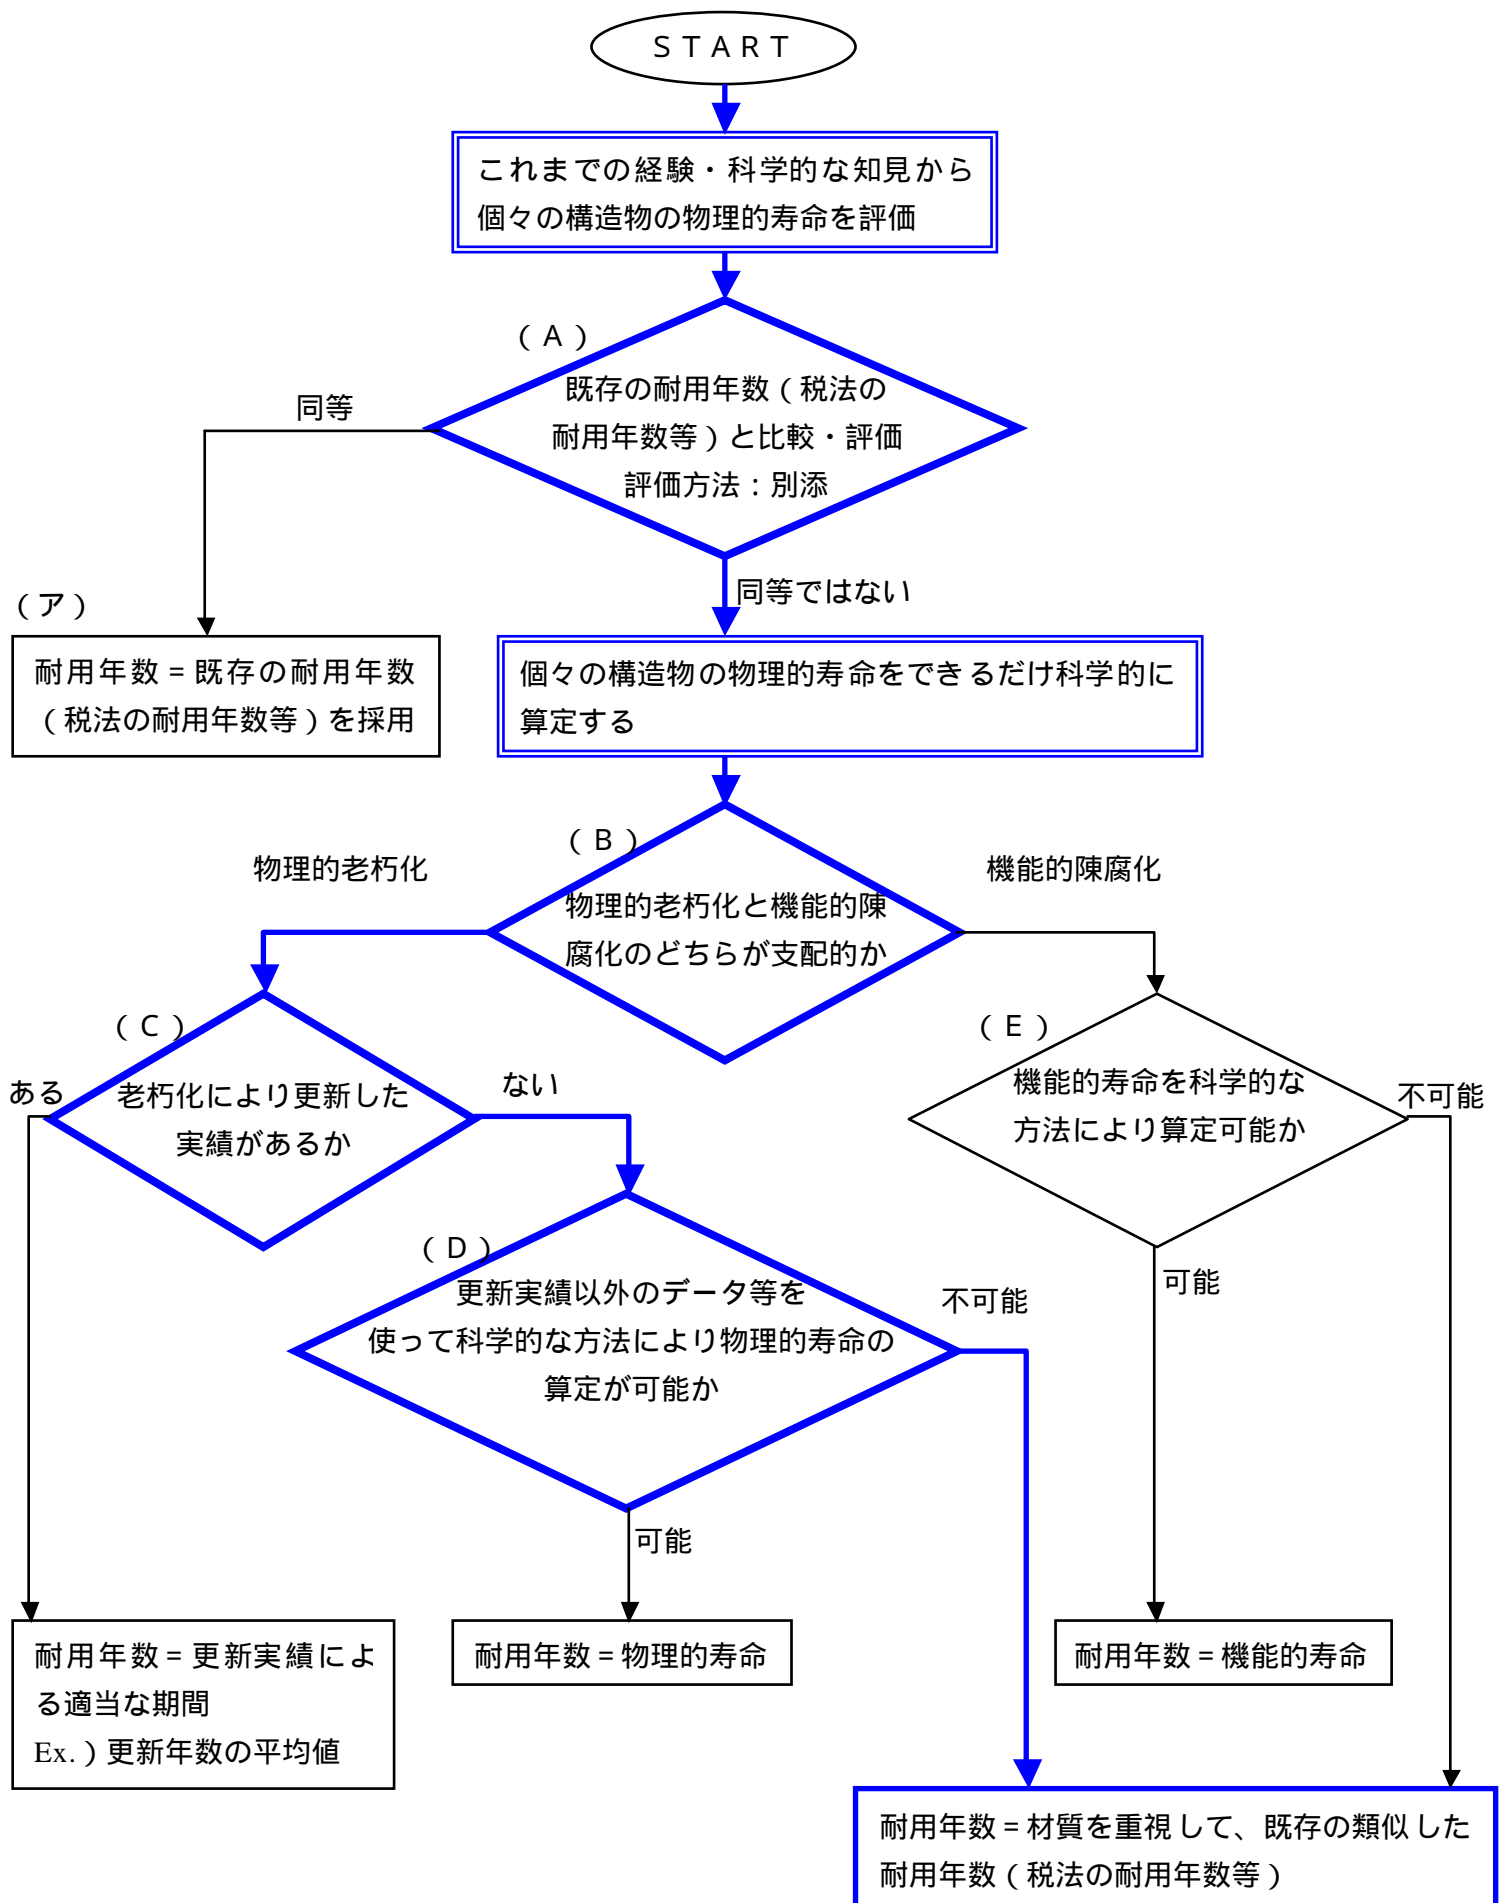 ＳＴＡＲＴ
これまでの経験・科学的な知見から
個々の構造物の物理的寿命を評価
（Ａ）
既存の耐用年数（税法の
耐用年数等）と比較・評価
評価方法：別添
同等
同等ではない
（ア）
耐用年数＝既存の耐用年数
（税法の耐用年数等）を採用
個々の構造物の物理的寿命をできるだけ科学的に
算定する
（Ｂ）
物理的老朽化
機能的陳腐化
物理的老朽化と機能的陳
腐化のどちらが支配的か
（Ｃ）
ある
老朽化により更新した
実績があるか
ない
（Ｅ）
機能的寿命を科学的な
方法により算定可能か
不可能
可能
（Ｄ）
更新実績以外のデータ等を
使って科学的な方法により物理的寿命の
算定が可能か
不可能
可能
耐用年数＝更新実績によ
る適当な期間
Ex.）更新年数の平均値
耐用年数＝物理的寿命
耐用年数＝機能的寿命
耐用年数＝材質を重視して、既存の類似した
耐用年数（税法の耐用年数等）